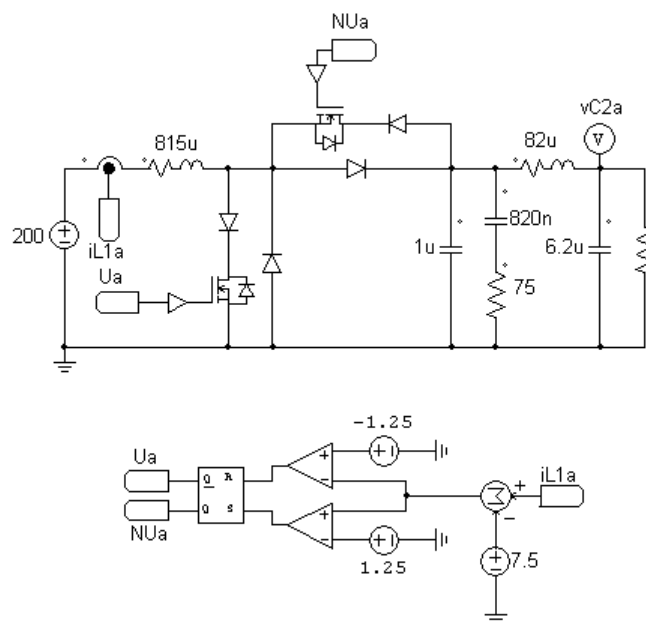 NUa
vC2a
815u
82u
V
200
iL1a
Ua
820n
1u
6.2u
75
-1.25
Ua
Q R
Q S
NUa
Σ
iL1a
1.25
7.5